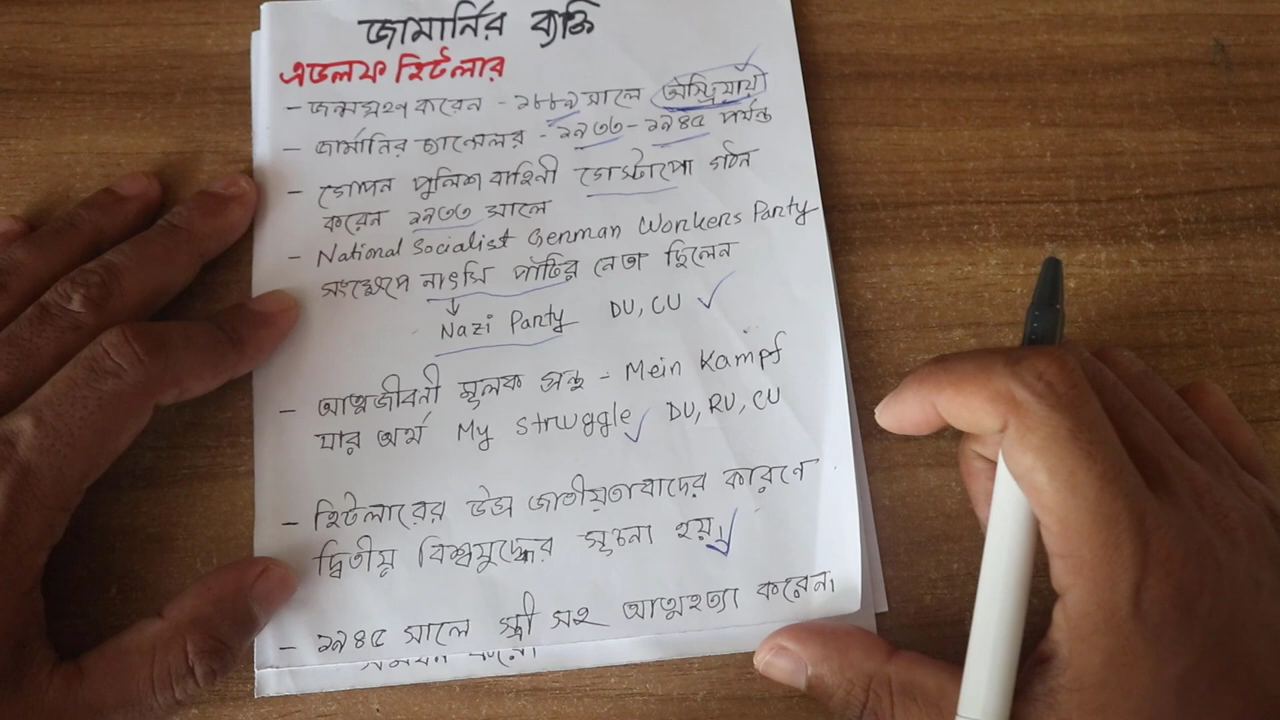 জামার্নির ব্যক্তি
এডলফ হিটলার
- জন্মগ্রহণ করেন - ১৮৮৯ সালে অস্ট্রিয়ায়
- জার্মানির চ্যান্সেলর - ১৯৩৩-১৯৪৫ পর্যন্ত
- গোপন পুলিশ বাহিনী গেস্টাপো গঠন
করেন ১৯৩৩ সালে
- National Socialist German Workers Party
সংক্ষেপে নাৎসি পার্টির নেতা ছিলেন
Nazi Party DU, CU
- আত্মজীবনী মূলক গ্রন্থ - Mein Kampf
যার অর্থ My struggle DU, RU, CU
- হিটলারের উগ্র জাতীয়তাবাদের কারণে
দ্বিতীয় বিশ্বযুদ্ধের সূচনা হয়।
- ১৯৪৫ সালে স্ত্রী সহ আত্মহত্যা করেন।